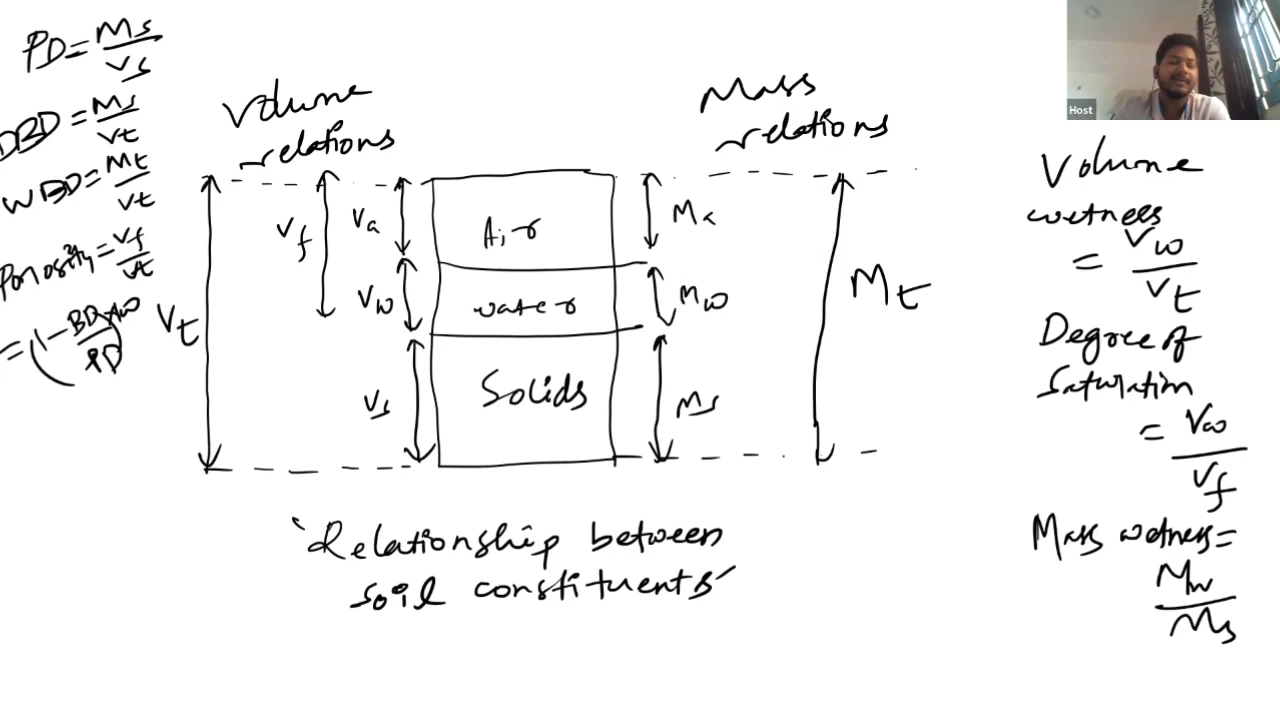 PD = Ms
Vs
DBD = Ms
Vt
WBD = Mt
Vt
Porosity = Vf
Vt
= (1 - BD
PD)
Volume
relations
Mass
relations
Vt
Vf
Va
Vw
Vs
Air
water
Solids
Mw
Ms
Mt
'Relationship between
soil constituents'
Host
Volume
wetness
= Vw
Vt
Degree of
Saturation
= Vw
Vf
Mass wetness =
Mw
Ms